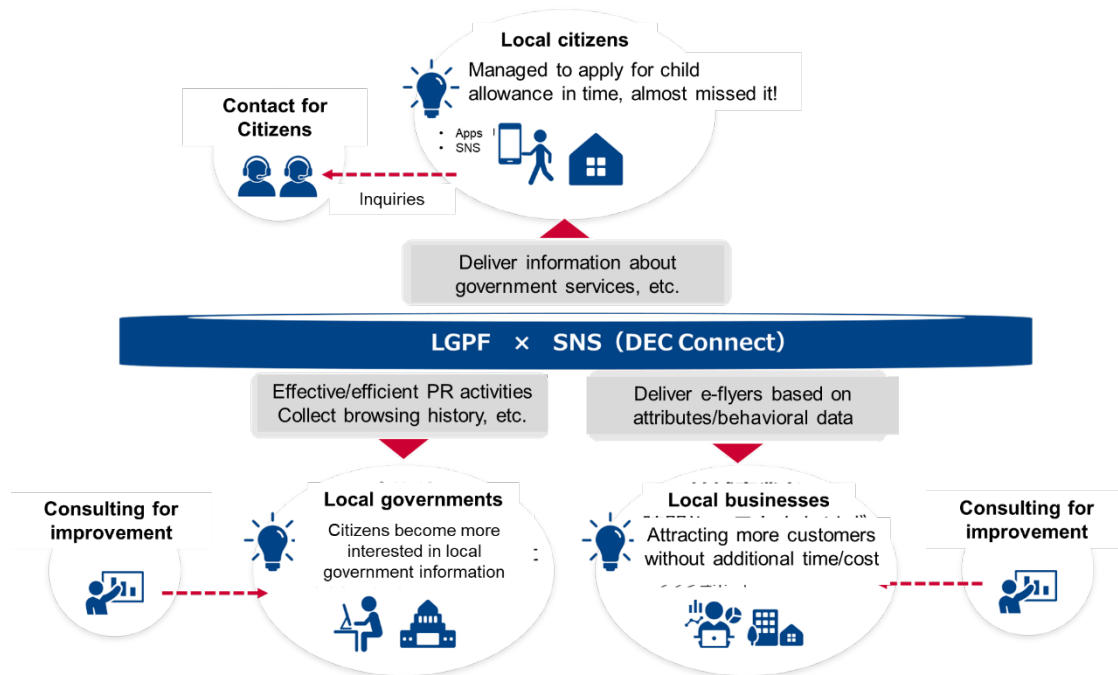 Local citizens
Managed to apply for child
allowance in time, almost missed it!
• Apps
• SNS
Contact for
Citizens
Inquiries
Deliver information about
government services, etc.
LGPF × SNS（DEC Connect）
Effective/efficient PR activities
Collect browsing history, etc.
Deliver e-flyers based on
attributes/behavioral data
Consulting for
improvement
Local governments
Citizens become more
interested in local
government information
Local businesses
Attracting more customers
without additional time/cost
Consulting for
improvement